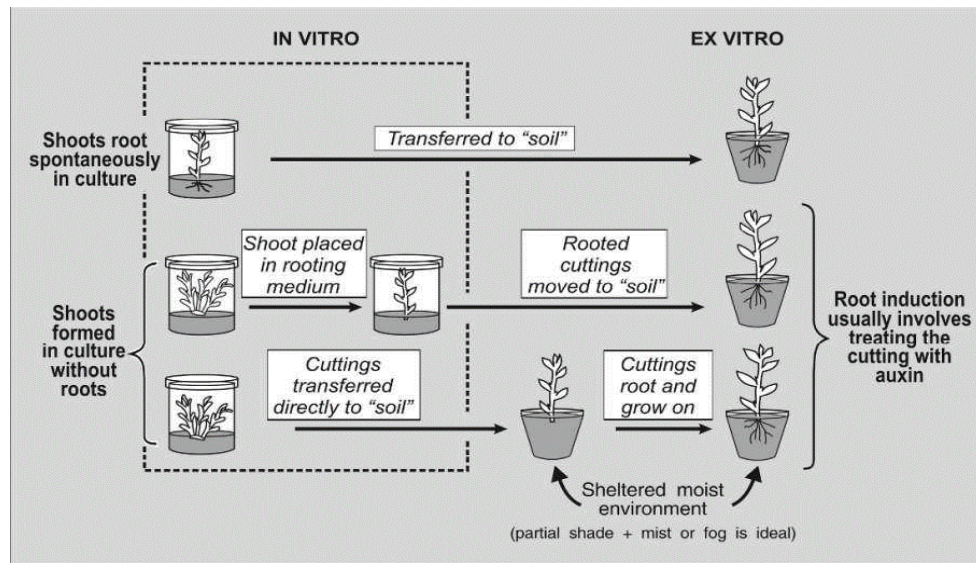 IN VITRO
EX VITRO
Shoots root
spontaneously
in culture
Transferred to “soil”
Shoot placed
in rooting
medium
Rooted
cuttings
moved to “soil”
Shoots
formed
in culture
without
roots
Cuttings
transferred
directly to “soil”
Cuttings
root and
grow on
Root induction
usually involves
treating the
cutting with
auxin
Sheltered moist
environment
(partial shade + mist or fog is ideal)